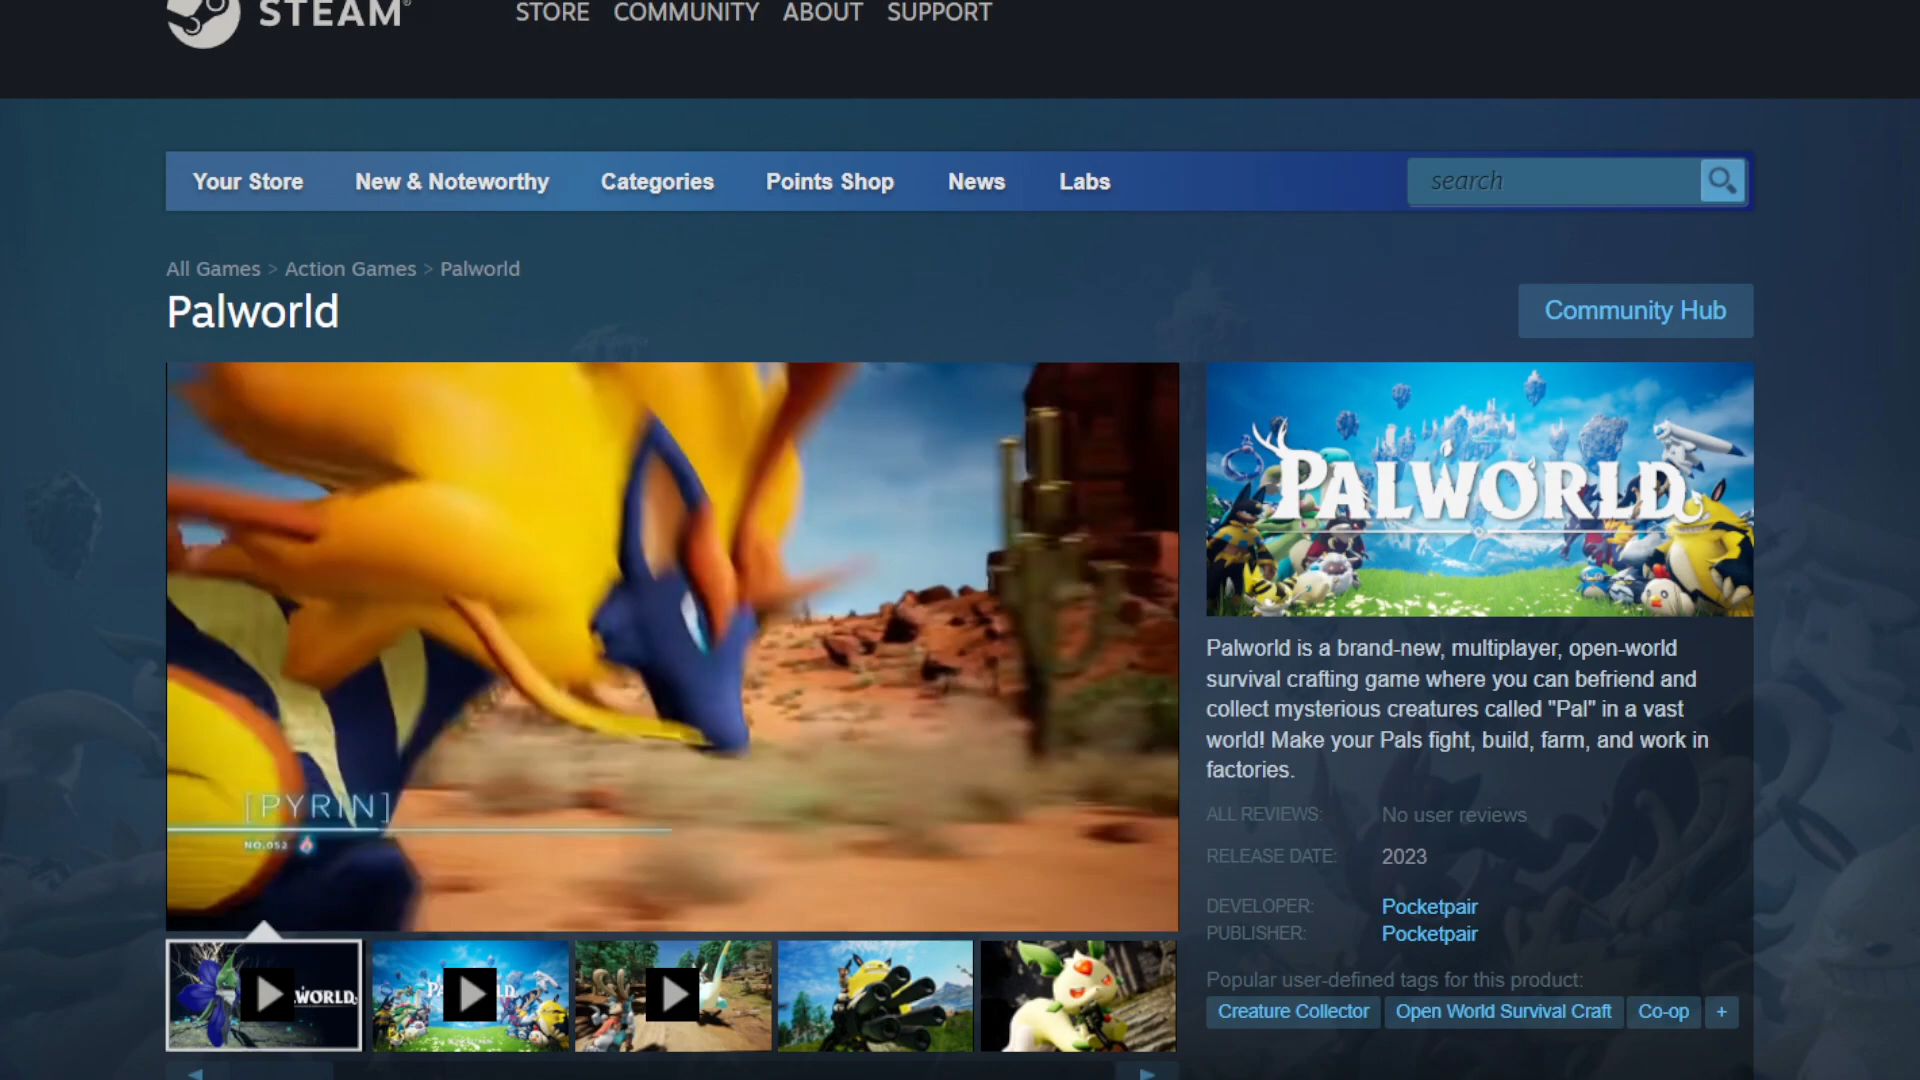 STEAM®
STORE COMMUNITY ABOUT SUPPORT
Your Store New & Noteworthy Categories Points Shop News Labs search
All Games > Action Games > Palworld
Palworld
Community Hub
PALWORLD
Palworld is a brand-new, multiplayer, open-world
survival crafting game where you can befriend and
collect mysterious creatures called "Pal" in a vast
world! Make your Pals fight, build, farm, and work in
factories.
[PYRIN]
NO.052
ALL REVIEWS: No user reviews
RELEASE DATE: 2023
DEVELOPER: Pocketpair
PUBLISHER: Pocketpair
Popular user-defined tags for this product:
Creature Collector Open World Survival Craft Co-op +
WORLD